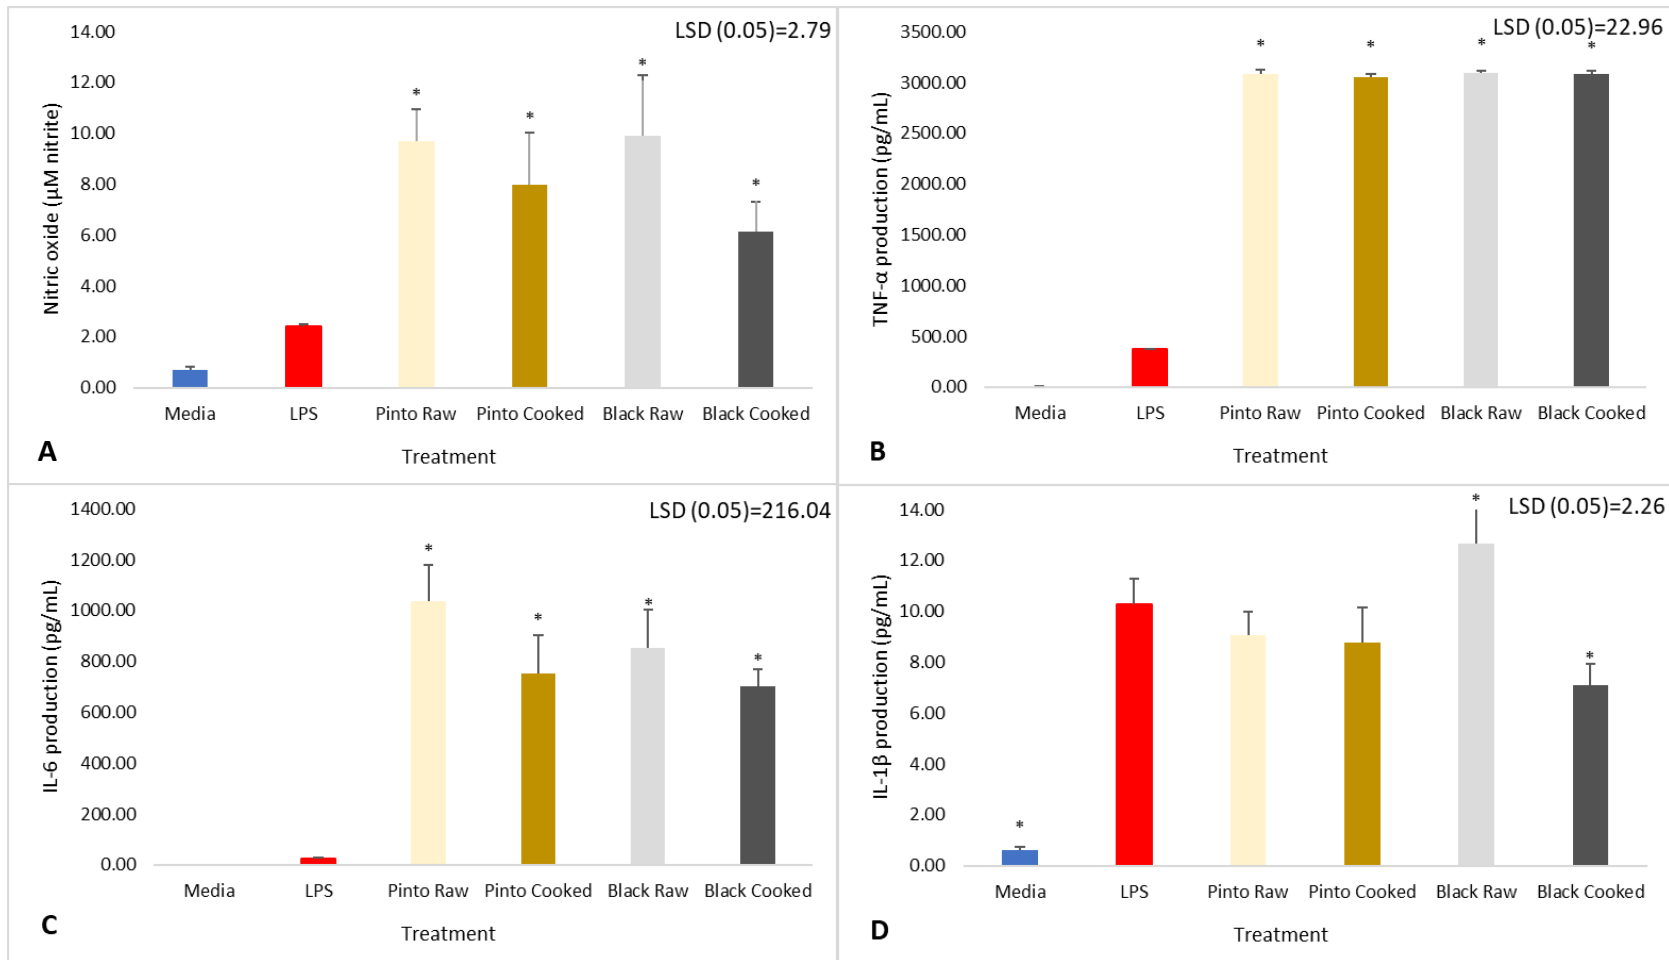 LSD (0.05)=2.79
14.00
*
12.00
*
*
10.00
8.00
*
6.00
4.00
2.00
0.00
Nitric oxide (µM nitrite)
Media LPS Pinto Raw Pinto Cooked Black Raw Black Cooked
A
Treatment
LSD (0.05)=22.96
3500.00
* * * *
3000.00
2500.00
2000.00
1500.00
1000.00
500.00
0.00
TNF-α production (pg/mL)
Media LPS Pinto Raw Pinto Cooked Black Raw Black Cooked
B
Treatment
LSD (0.05)=216.04
1400.00
1200.00
*
1000.00
* *
800.00
*
600.00
400.00
200.00
0.00
IL-6 production (pg/mL)
Media LPS Pinto Raw Pinto Cooked Black Raw Black Cooked
C
Treatment
*
LSD (0.05)=2.26
14.00
12.00
10.00
8.00
*
6.00
4.00
2.00
*
0.00
IL-1β production (pg/mL)
Media LPS Pinto Raw Pinto Cooked Black Raw Black Cooked
D
Treatment